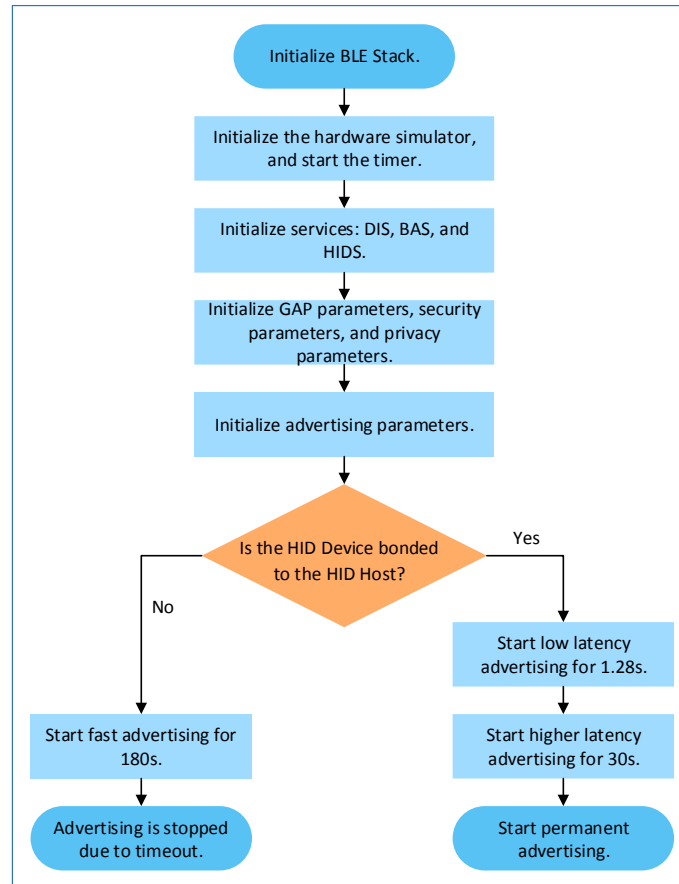 Initialize BLE Stack.
Initialize the hardware simulator,
and start the timer.
Initialize services: DIS, BAS, and
HIDS.
Initialize GAP parameters, security
parameters, and privacy
parameters.
Initialize advertising parameters.
Is the HID Device bonded
to the HID Host?
Yes
No
Start low latency
advertising for 1.28s.
Start fast advertising for
180s.
Start higher latency
advertising for 30s.
Advertising is stopped
due to timeout.
Start permanent
advertising.